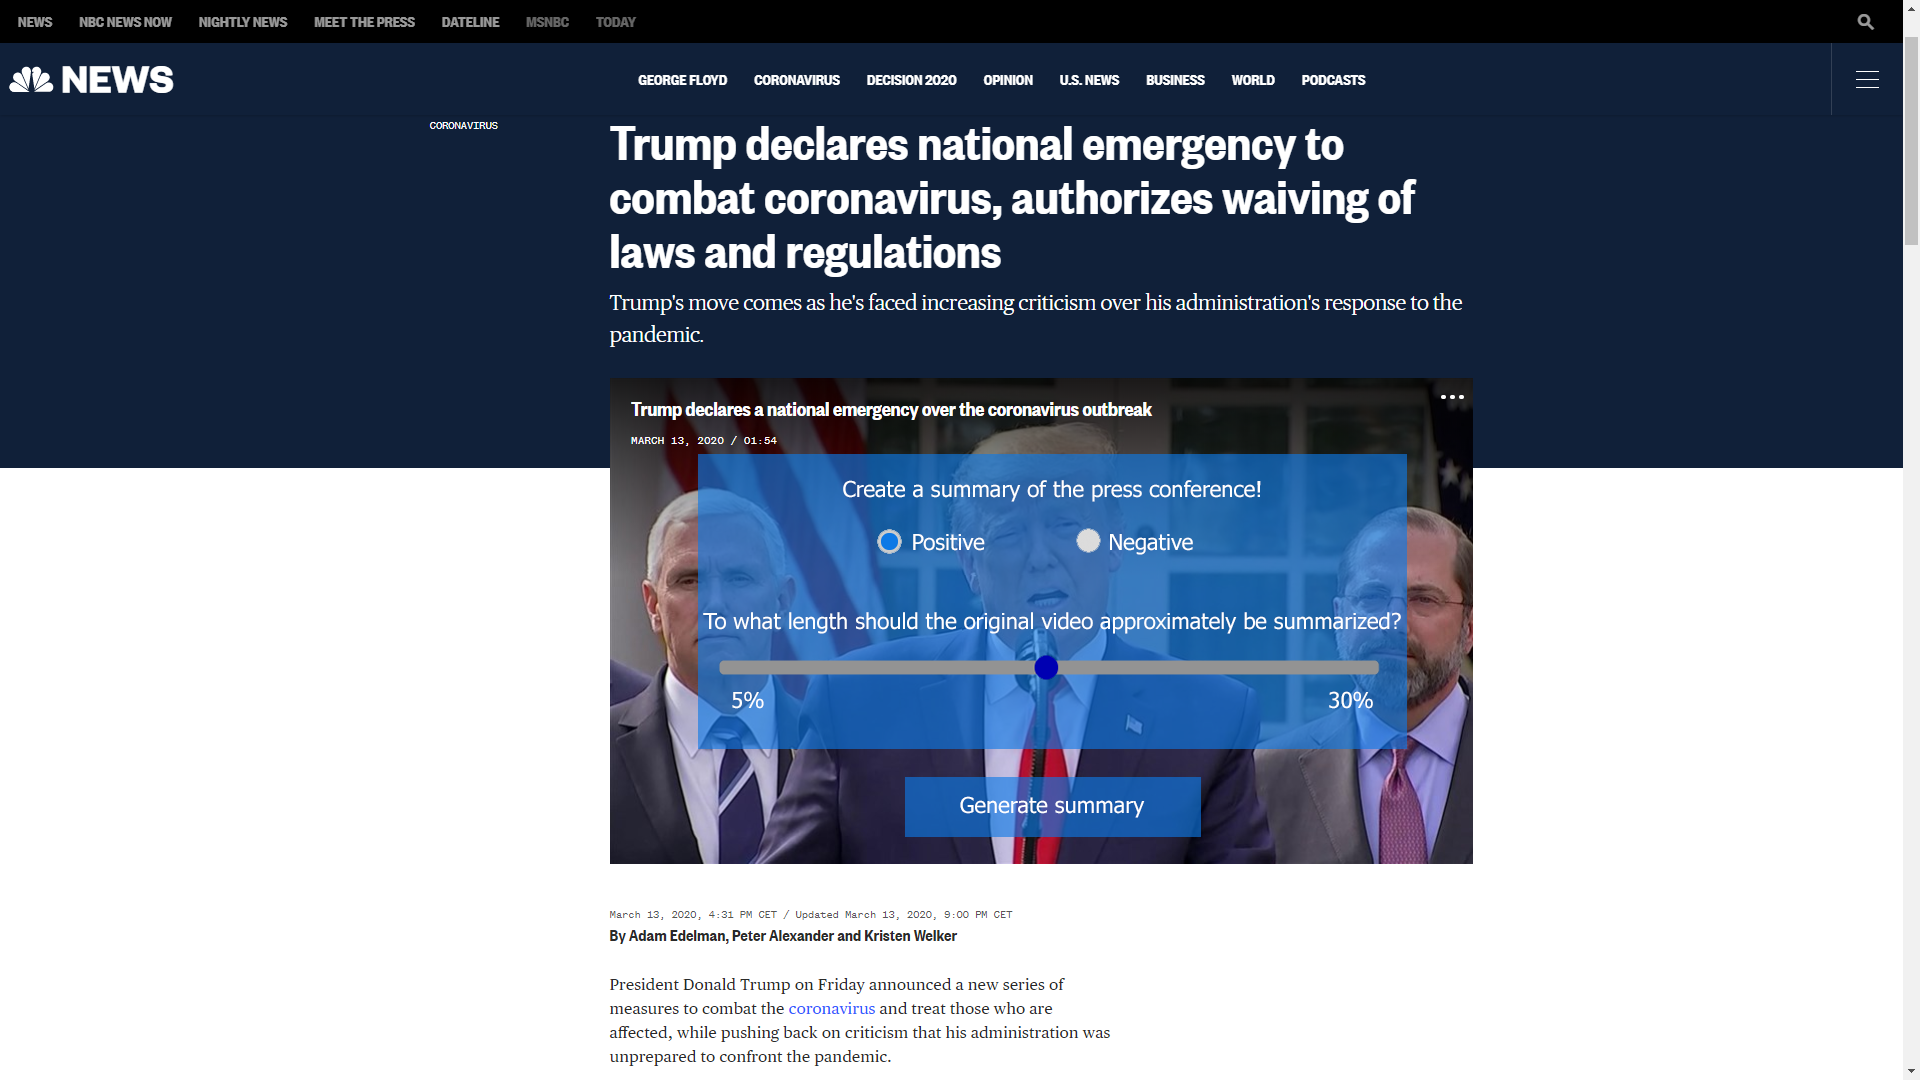 NEWS NBC NEWS NOW NIGHTLY NEWS MEET THE PRESS DATELINE MSNBC TODAY
NEWS
GEORGE FLOYD CORONAVIRUS DECISION 2020 OPINION U.S. NEWS BUSINESS WORLD PODCASTS
CORONAVIRUS
Trump declares national emergency to
combat coronavirus, authorizes waiving of
laws and regulations
Trump's move comes as he's faced increasing criticism over his administration's response to the
pandemic.
Trump declares a national emergency over the coronavirus outbreak
MARCH 13, 2020 / 01:54
Create a summary of the press conference!
Positive Negative
To what length should the original video approximately be summarized?
5% 30%
Generate summary
March 13, 2020, 4:31 PM CET / Updated March 13, 2020, 9:00 PM CET
By Adam Edelman, Peter Alexander and Kristen Welker
President Donald Trump on Friday announced a new series of
measures to combat the coronavirus and treat those who are
affected, while pushing back on criticism that his administration was
unprepared to confront the pandemic.